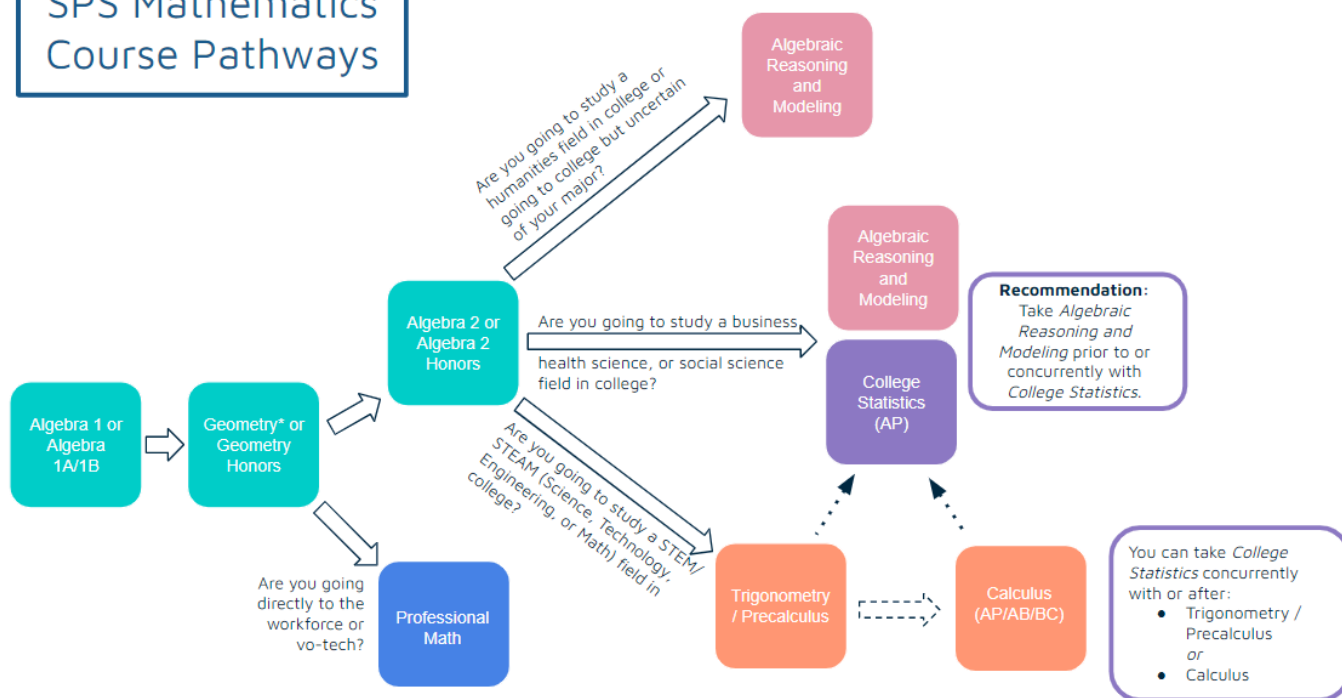 SPS Mathematics
Course Pathways
Algebraic
Reasoning
and
Modeling
Are you going to study a
humanities field in college or
going to college but uncertain
of your major?
Algebraic
Reasoning
and
Modeling
Recommendation:
Take Algebraic
Reasoning and
Modeling prior to or
concurrently with
College Statistics.
Algebra 2 or
Algebra 2
Honors
Are you going to study a business,
health science, or social science
field in college?
College
Statistics
(AP)
Algebra 1 or
Algebra
1A/1B
Geometry* or
Geometry
Honors
Are you going to study a STEM/
STEAM (Science, Technology,
Engineering, or Math) field in
college?
Are you going
directly to the
workforce or
vo-tech?
Professional
Math
Trigonometry
/ Precalculus
Calculus
(AP/AB/BC)
You can take College
Statistics concurrently
with or after:
● Trigonometry /
Precalculus
or
● Calculus